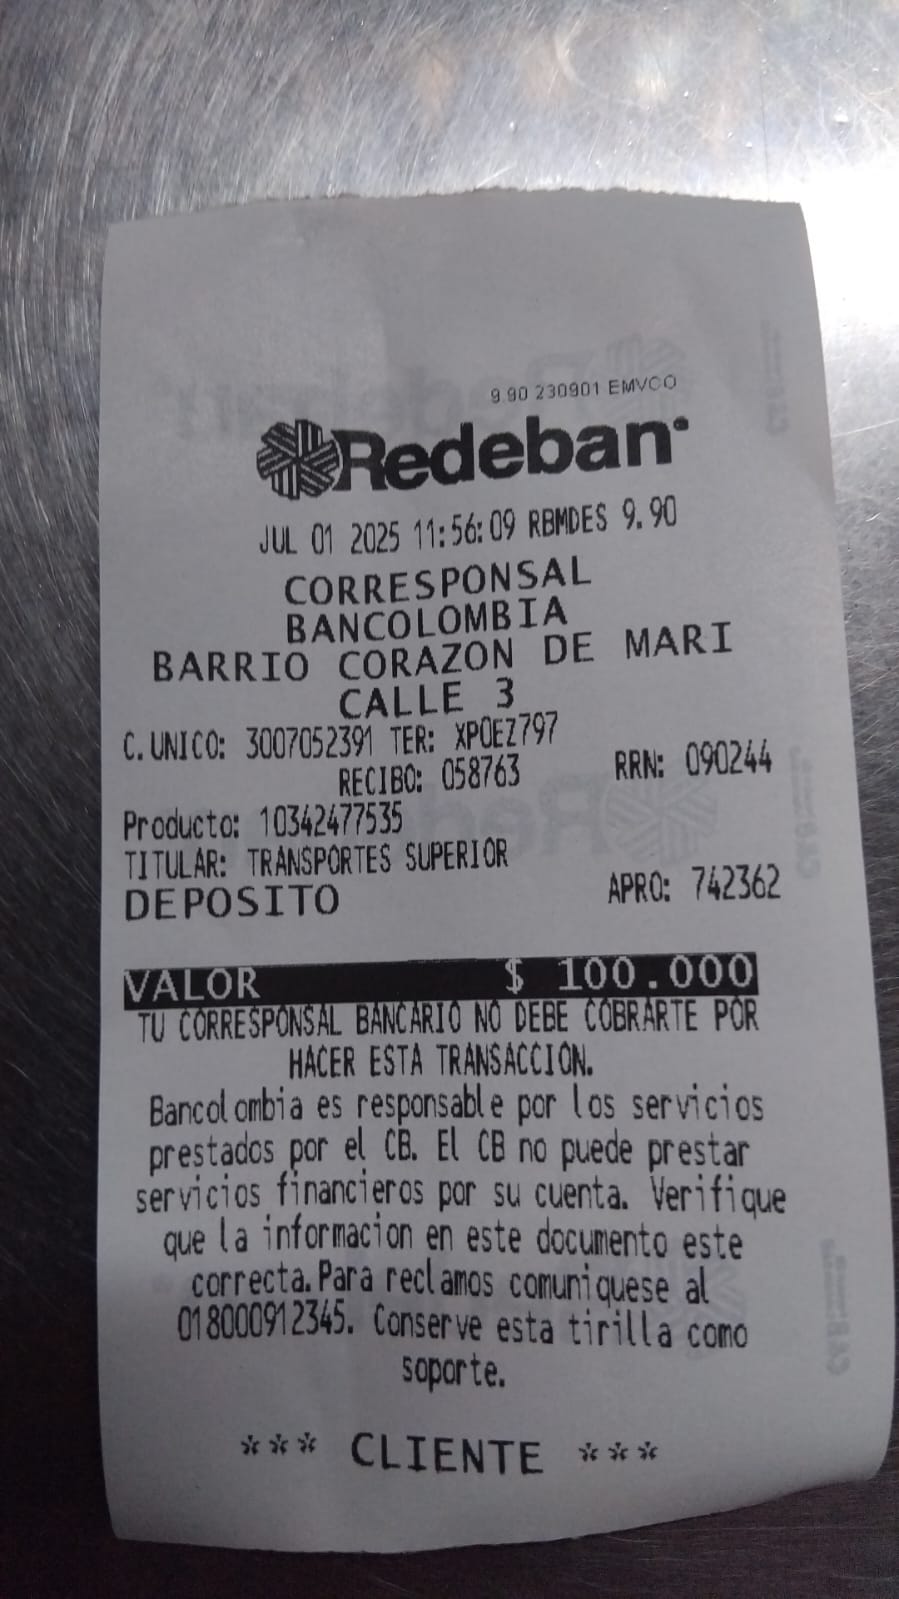 9.90 230901 EMVCO
Redeban
JUL 01 2025 11:56:09 RBMDES 9.90
CORRESPONSAL
BANCOLOMBIA
BARRIO CORAZON DE MARI
CALLE 3
C.UNICO: 3007052391 TER: XPOEZ797
RECIBO: 058763 RRN: 090244
Producto: 10342477535
TITULAR: TRANSPORTES SUPERIOR
DEPOSITO APRO: 742362
VALOR $ 100.000
TU CORRESPONSAL BANCARIO NO DEBE COBRARTE POR
HACER ESTA TRANSACCION.
Bancolombia es responsable por los servicios
prestados por el CB. El CB no puede prestar
servicios financieros por su cuenta. Verifique
que la informacion en este documento este
correcta.Para reclamos comuniquese al
018000912345. Conserve esta tirilla como
soporte.
*** CLIENTE ***